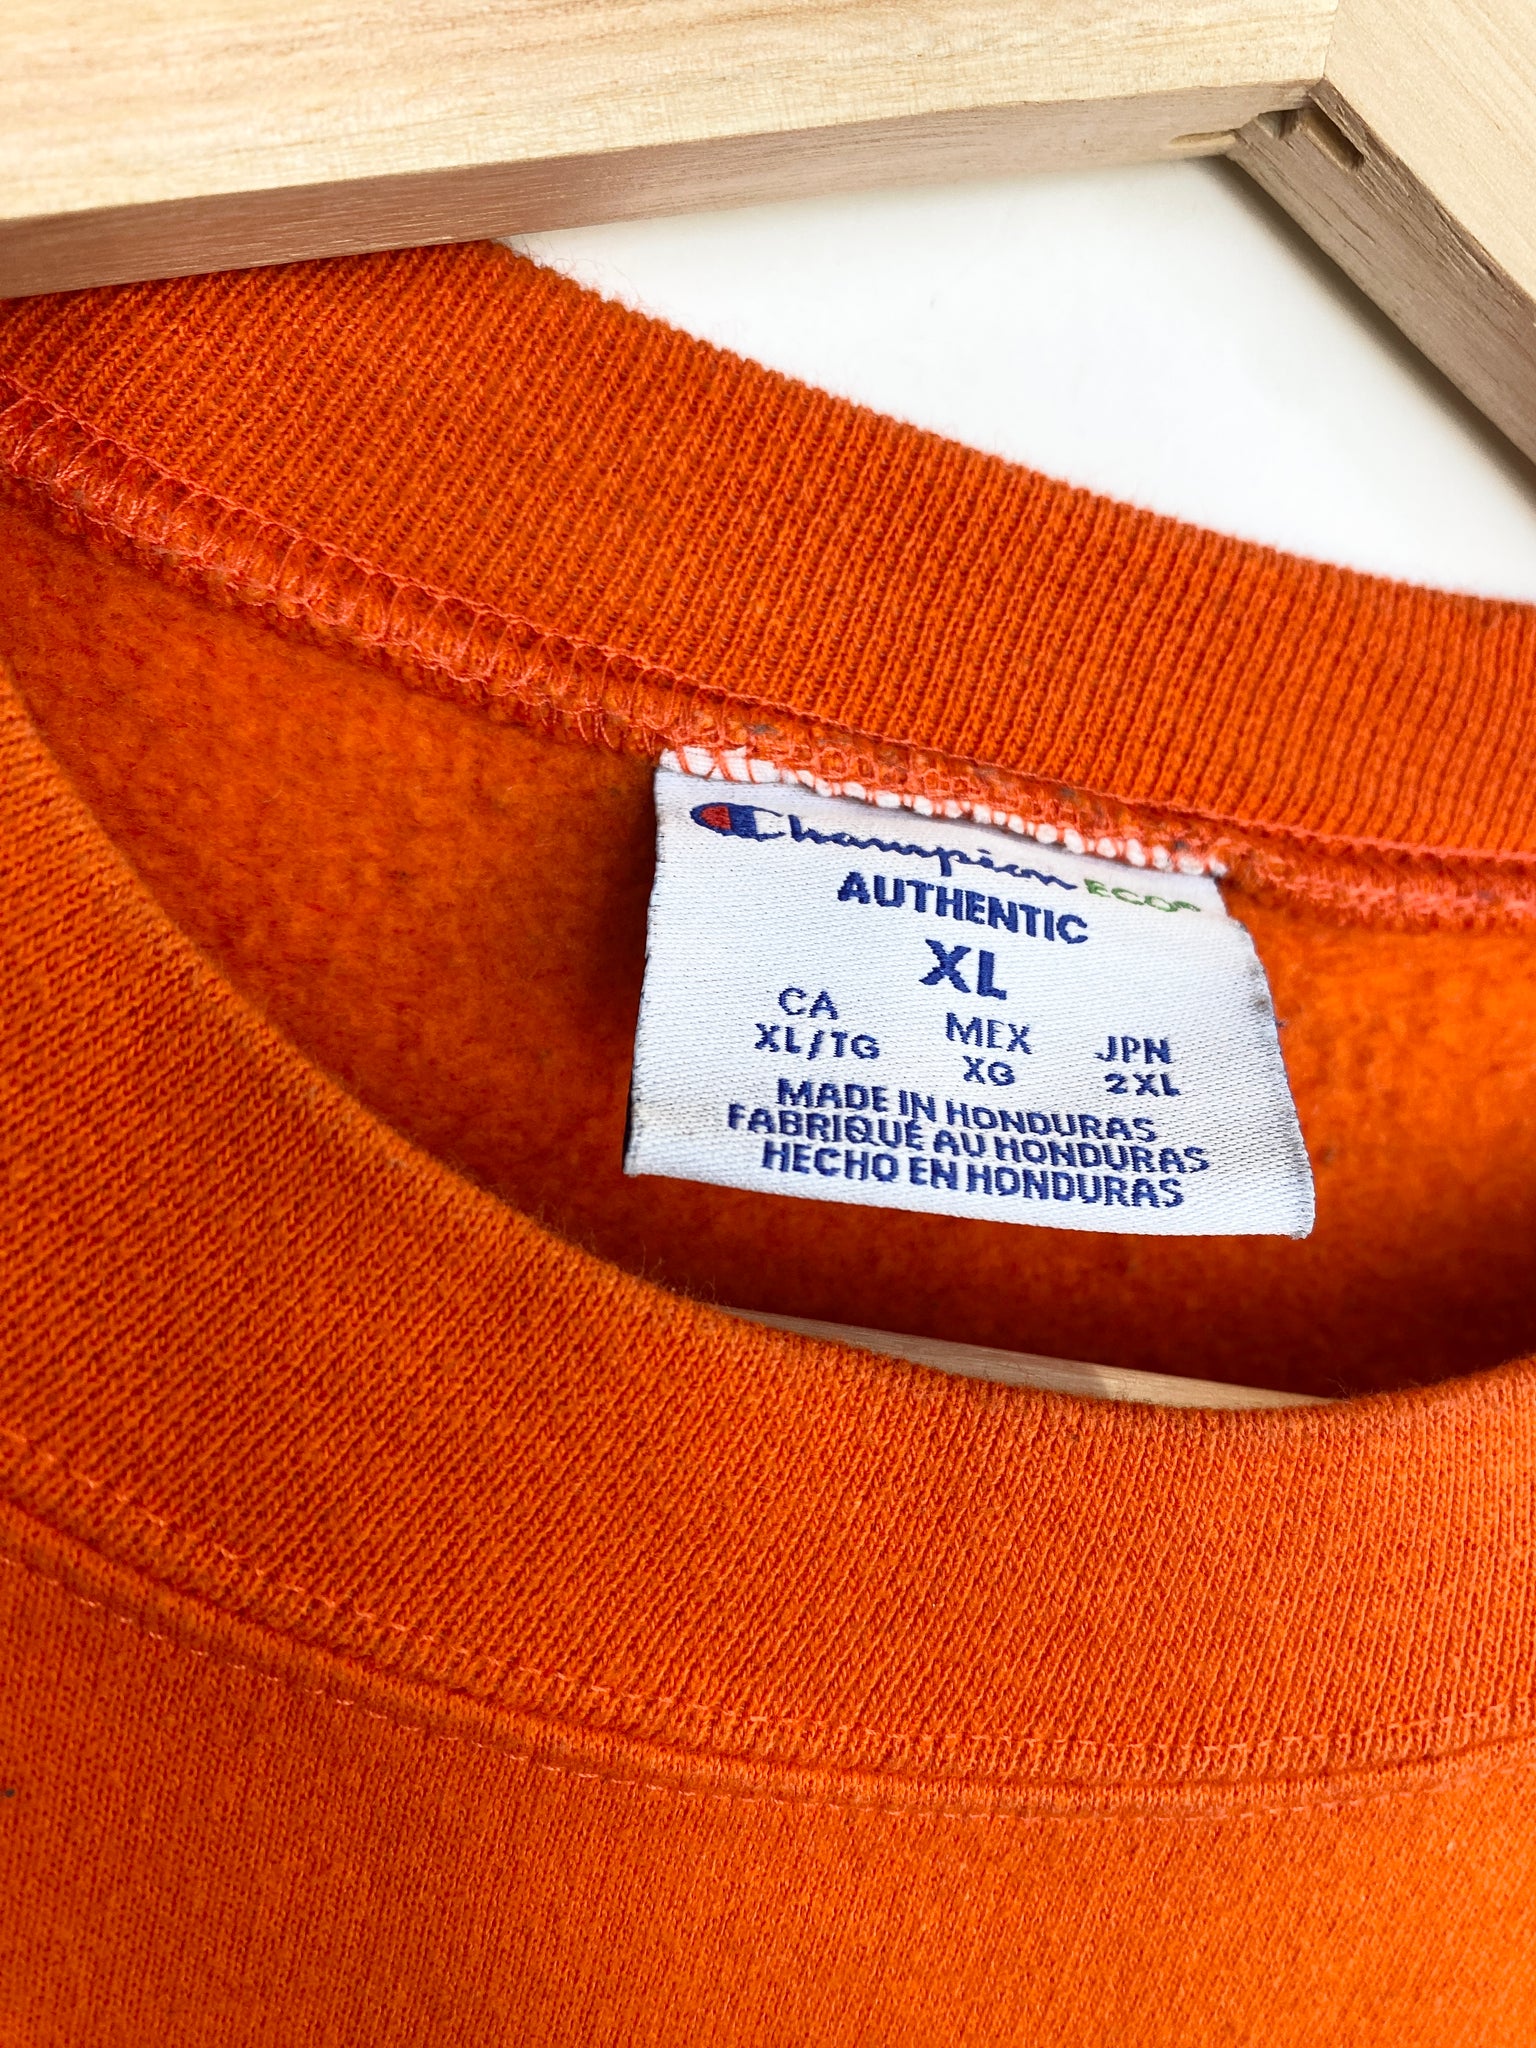 Champion ECO®
AUTHENTIC
XL
CA MEX JPN
XL/TG XG 2XL
MADE IN HONDURAS
FABRIQUÉ AU HONDURAS
HECHO EN HONDURAS